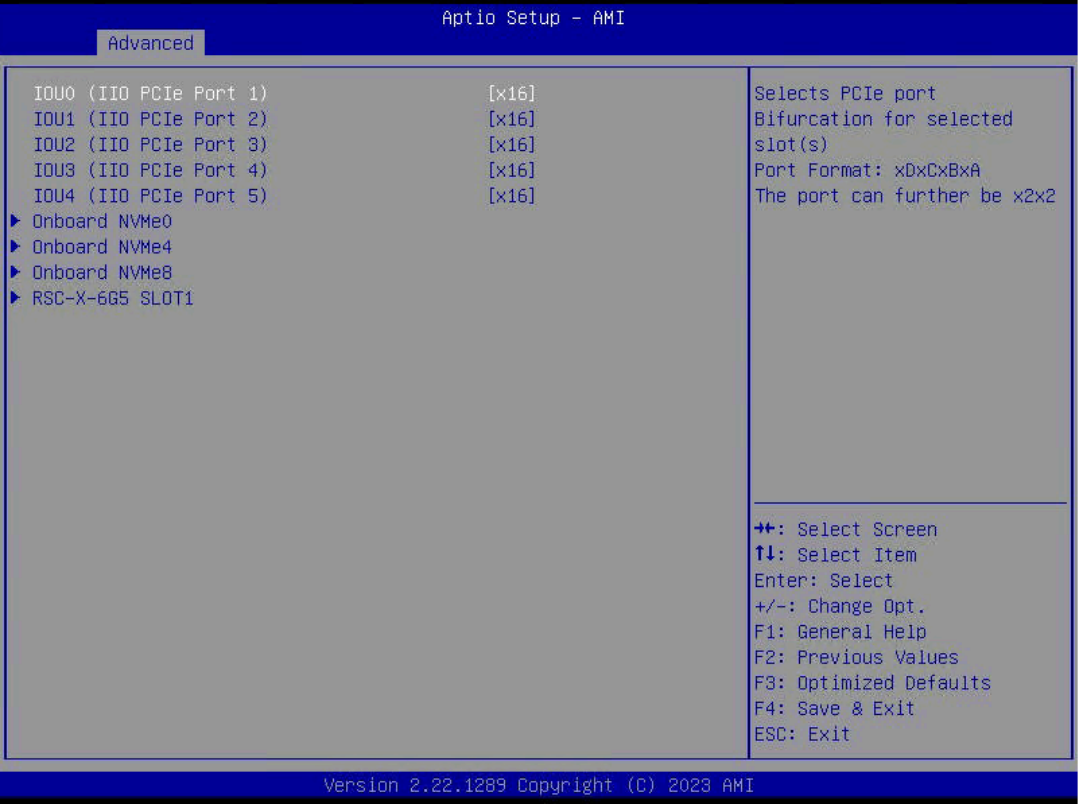 Aptio Setup - AMI
Advanced
IOU0 (IIO PCIe Port 1) [x16]
IOU1 (IIO PCIe Port 2) [x16]
IOU2 (IIO PCIe Port 3) [x16]
IOU3 (IIO PCIe Port 4) [x16]
IOU4 (IIO PCIe Port 5) [x16]
Onboard NVMe0
Onboard NVMe4
Onboard NVMe8
RSC-X-6G5 SLOT1
Selects PCIe port
Bifurcation for selected
slot(s)
Port Format: xDxCxBxA
The port can further be x2x2
→←: Select Screen
↑↓: Select Item
Enter: Select
+/-: Change Opt.
F1: General Help
F2: Previous Values
F3: Optimized Defaults
F4: Save & Exit
ESC: Exit
Version 2.22.1289 Copyright (C) 2023 AMI